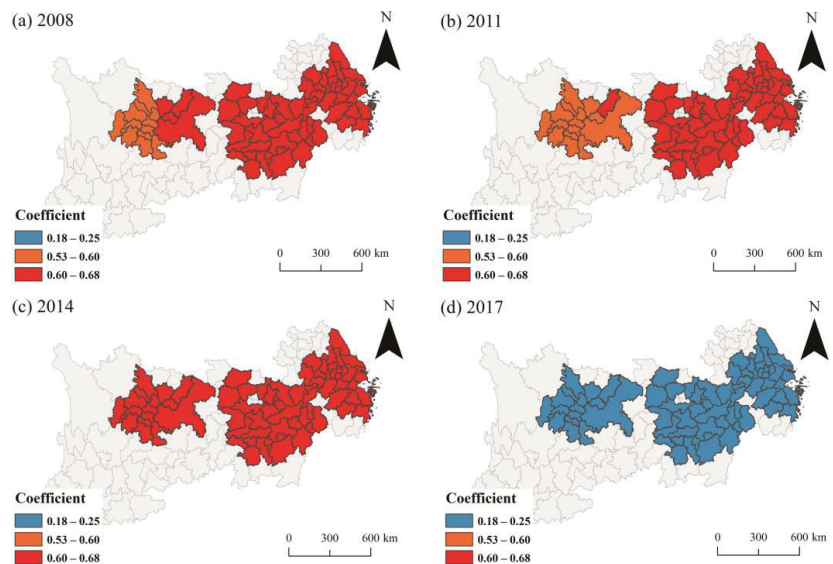 (a) 2008
N
Coefficient
0.18 – 0.25
0.53 – 0.60
0.60 – 0.68
0 300 600 km
(b) 2011
N
Coefficient
0.18 – 0.25
0.53 – 0.60
0.60 – 0.68
0 300 600 km
(c) 2014
N
Coefficient
0.18 – 0.25
0.53 – 0.60
0.60 – 0.68
0 300 600 km
(d) 2017
N
Coefficient
0.18 – 0.25
0.53 – 0.60
0.60 – 0.68
0 300 600 km